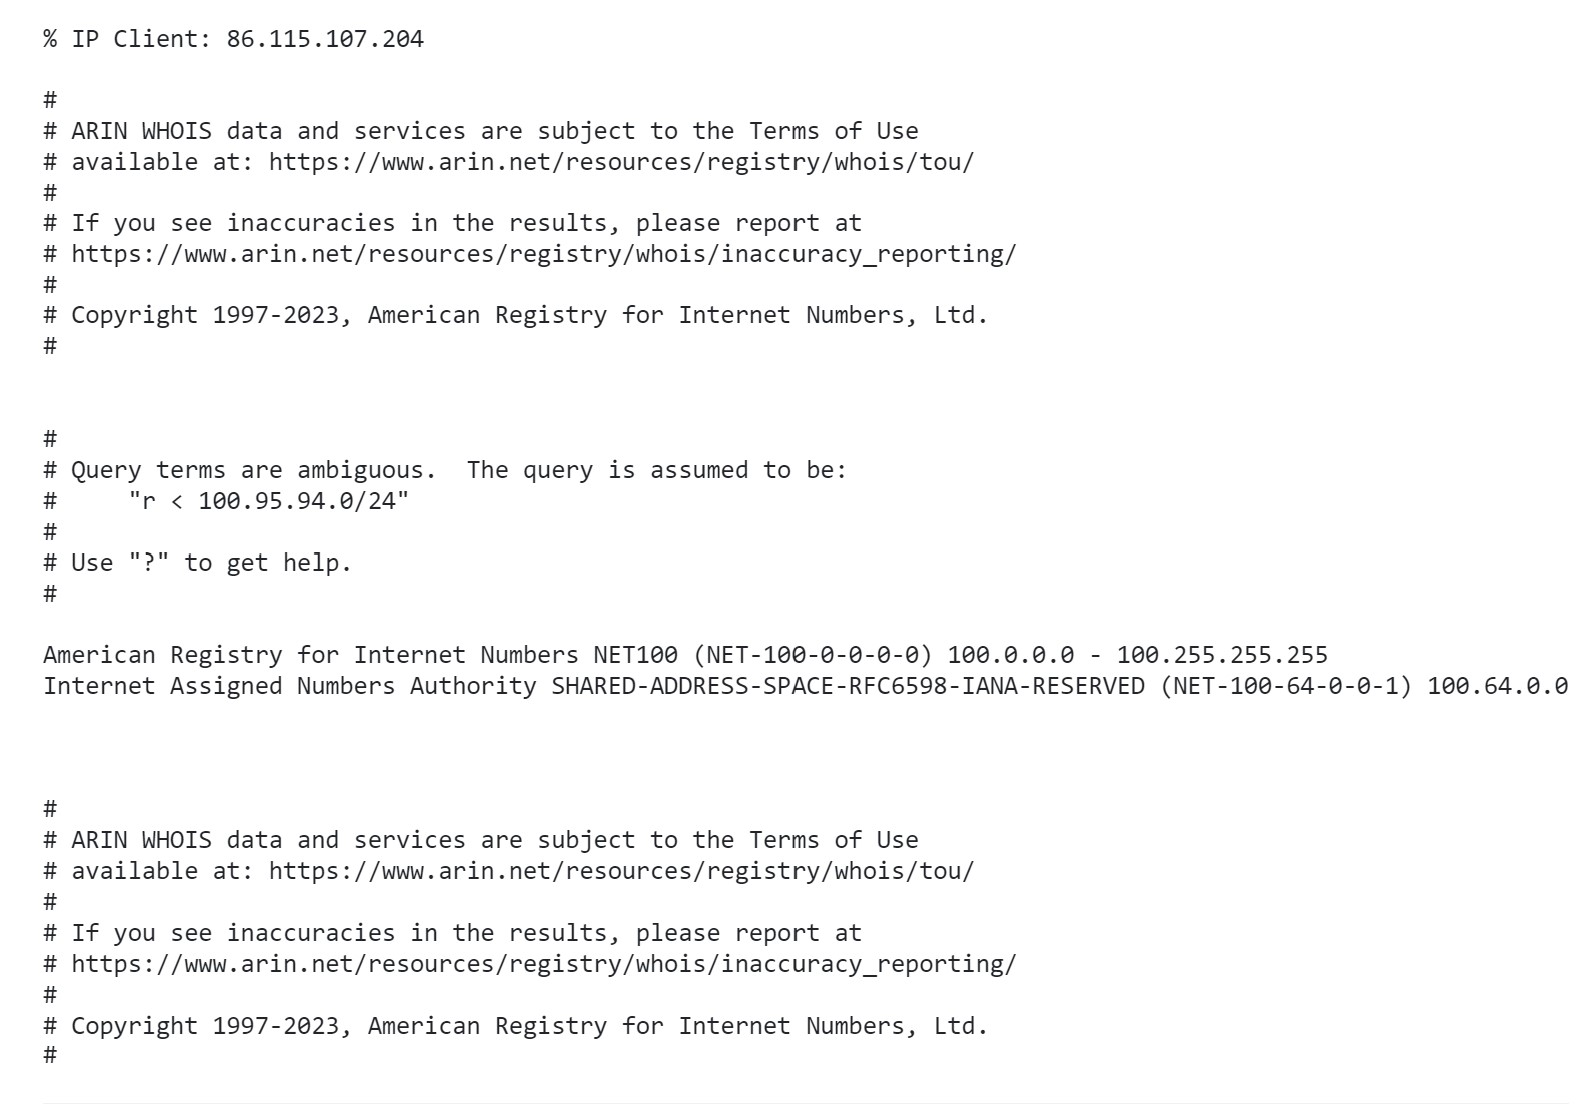 % IP Client: 86.115.107.204
#
# ARIN WHOIS data and services are subject to the Terms of Use
# available at: https://www.arin.net/resources/registry/whois/tou/
#
# If you see inaccuracies in the results, please report at
# https://www.arin.net/resources/registry/whois/inaccuracy_reporting/
#
# Copyright 1997-2023, American Registry for Internet Numbers, Ltd.
#
#
# Query terms are ambiguous.  The query is assumed to be:
#     "r < 100.95.94.0/24"
#
# Use "?" to get help.
#
American Registry for Internet Numbers NET100 (NET-100-0-0-0-0) 100.0.0.0 - 100.255.255.255
Internet Assigned Numbers Authority SHARED-ADDRESS-SPACE-RFC6598-IANA-RESERVED (NET-100-64-0-0-1) 100.64.0.0
#
# ARIN WHOIS data and services are subject to the Terms of Use
# available at: https://www.arin.net/resources/registry/whois/tou/
#
# If you see inaccuracies in the results, please report at
# https://www.arin.net/resources/registry/whois/inaccuracy_reporting/
#
# Copyright 1997-2023, American Registry for Internet Numbers, Ltd.
#